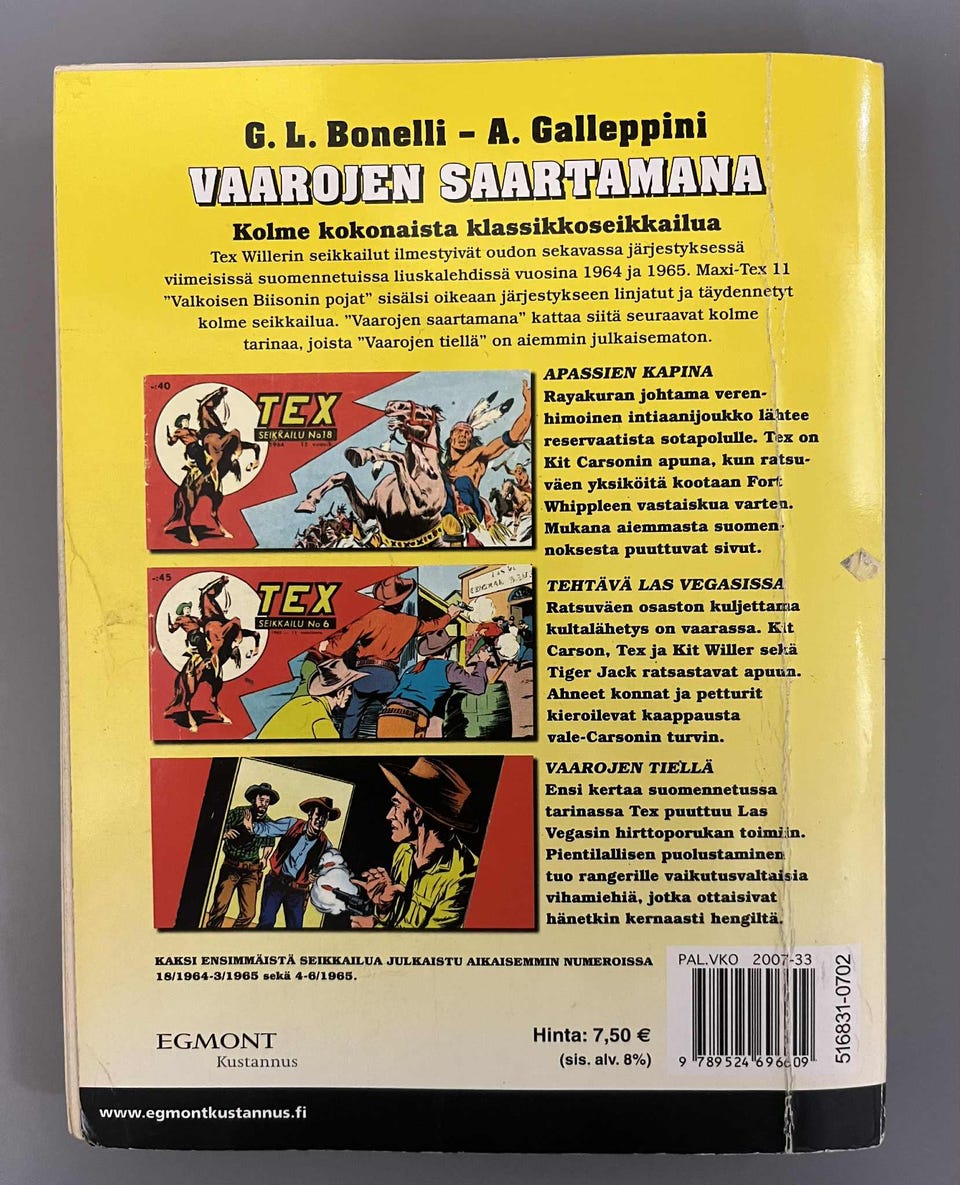 G. L. Bonelli – A. Galleppini
VAAROJEN SAARTAMANA
Kolme kokonaista klassikkoseikkailua
Tex Willerin seikkailut ilmestyivät oudon sekavassa järjestyksessä
viimeisissä suomennetuissa liuskalehdissä vuosina 1964 ja 1965. Maxi-Tex 11
"Valkoisen Biisonin pojat" sisälsi oikeaan järjestykseen linjatut ja täydennetyt
kolme seikkailua. "Vaarojen saartamana" kattaa siitä seuraavat kolme
tarinaa, joista "Vaarojen tiellä" on aiemmin julkaisematon.
-:40
TEX
SEIKKAILU No 18
1964
APASSIEN KAPINA
Rayakuran johtama veren-
himoinen intiaanijoukko lähtee
reservaatista sotapolulle. Tex on
Kit Carsonin apuna, kun ratsu-
väen yksiköitä kootaan Fort
Whippleen vastaiskua varten.
Mukana aiemmasta suomen-
noksesta puuttuvat sivut.
-:45
TEX
SEIKKAILU No 6
TEHTÄVÄ LAS VEGASISSA
Ratsuväen osaston kuljettama
kultalähetys on vaarassa. Kit
Carson, Tex ja Kit Willer sekä
Tiger Jack ratsastavat apuun.
Ahneet konnat ja petturit
kieroilevat kaappausta
vale-Carsonin turvin.
VAAROJEN TIELLÄ
Ensi kertaa suomennetussa
tarinassa Tex puuttuu Las
Vegasin hirttoporukan toimiin.
Pientilallisen puolustaminen
tuo rangerille vaikutusvaltaisia
vihamiehiä, jotka ottaisivat
hänetkin kernaasti hengiltä.
KAKSI ENSIMMÄISTÄ SEIKKAILUA JULKAISTU AIKAISEMMIN NUMEROISSA
18/1964-3/1965 sekä 4-6/1965.
PAL.VKO 2007-33
516831-0702
9 789524 696609
EGMONT
Kustannus
Hinta: 7,50 €
(sis. alv. 8%)
www.egmontkustannus.fi